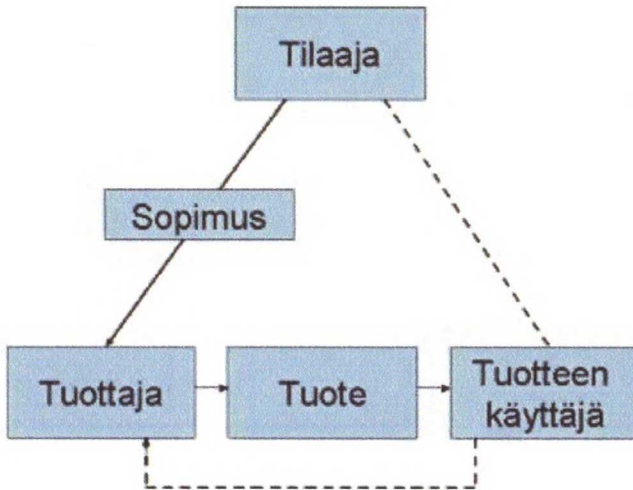 Tilaaja
Sopimus
Tuottaja
Tuote
Tuotteen
käyttäjä